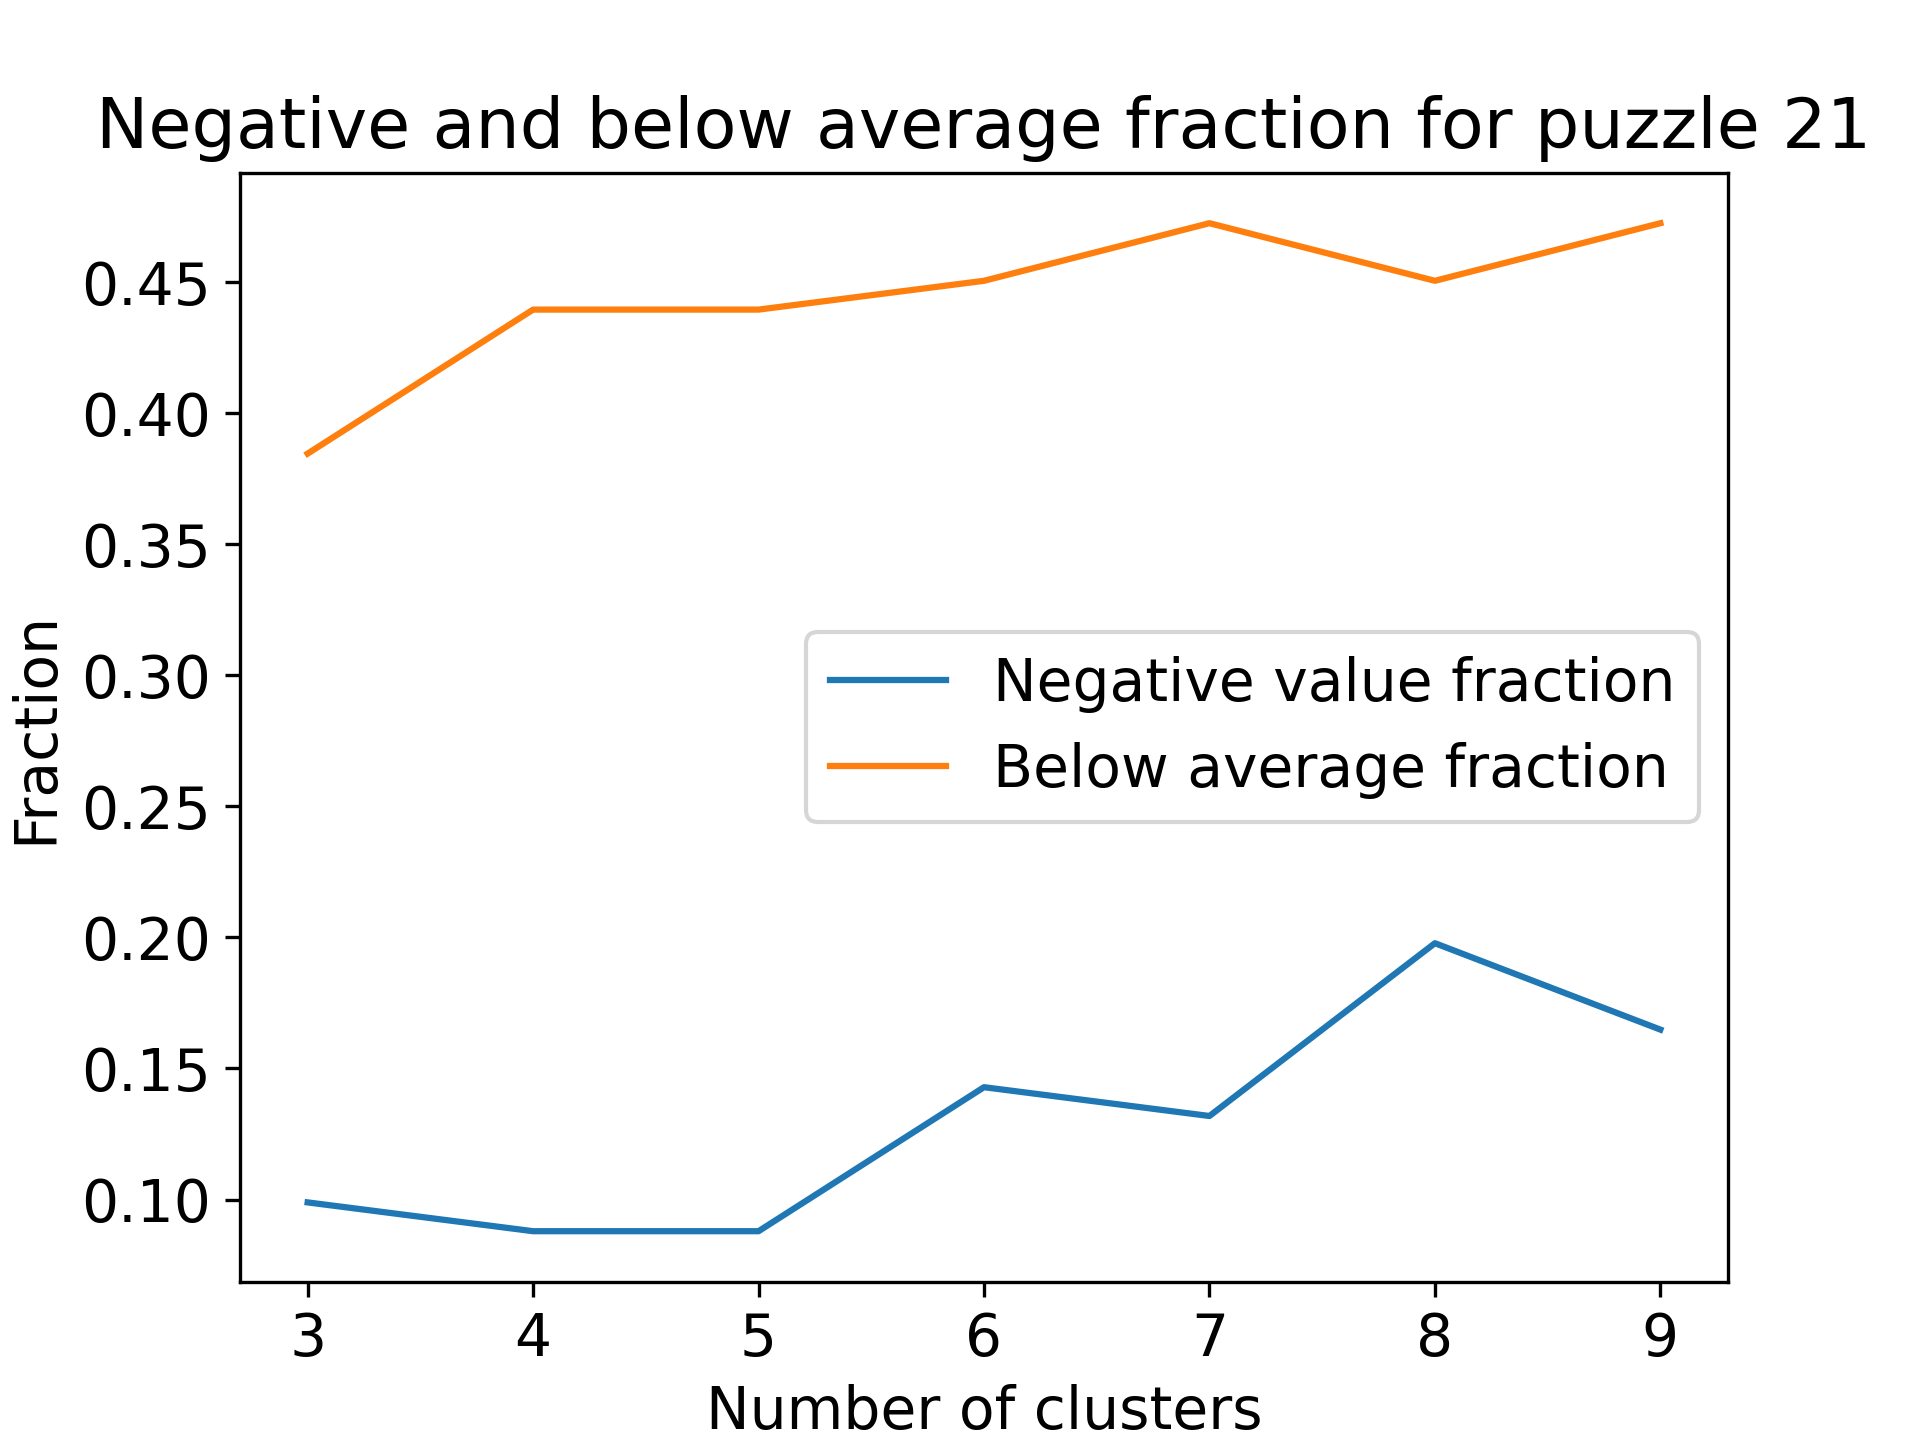 Negative and below average fraction for puzzle 21
0.45
0.40
0.35
0.30
0.25
0.20
0.15
0.10
Fraction
Negative value fraction
Below average fraction
3 4 5 6 7 8 9
Number of clusters